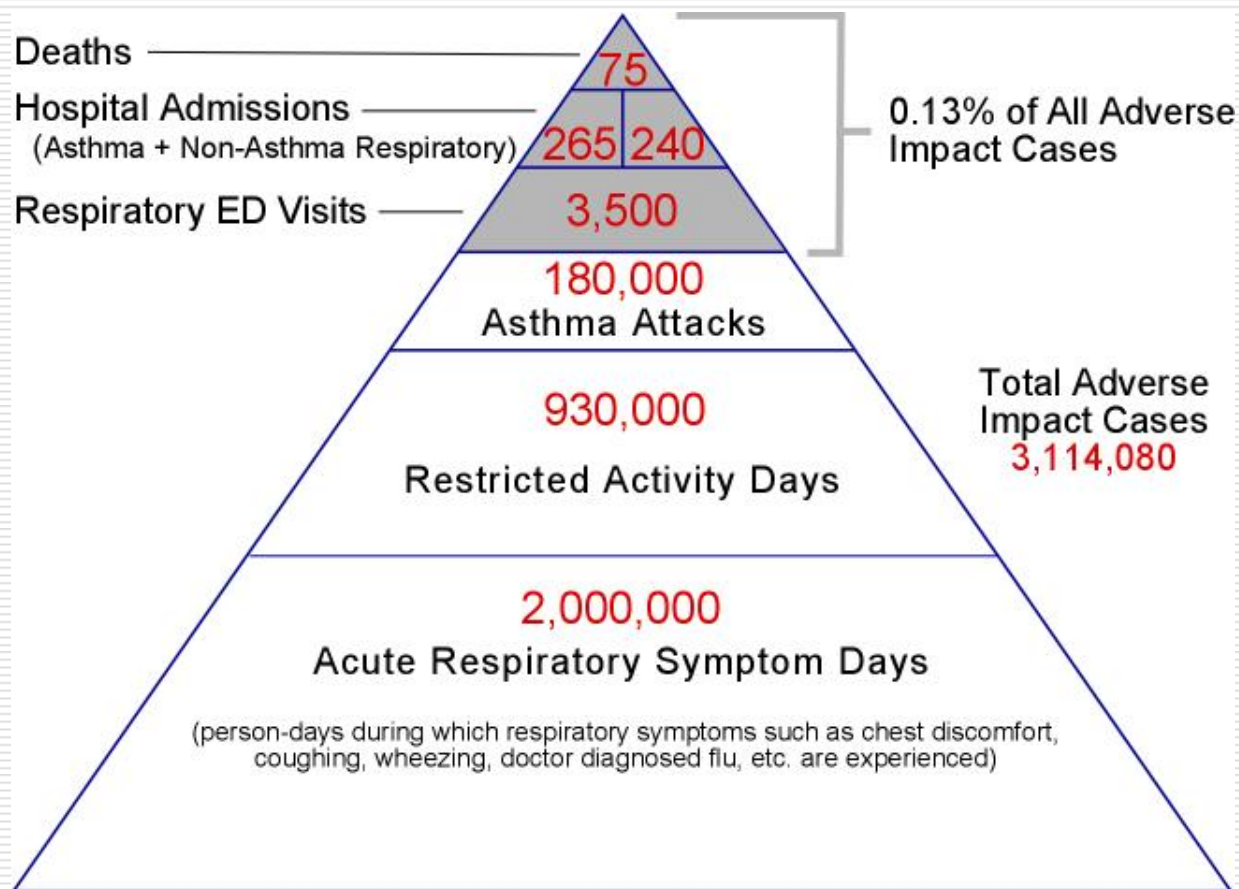 Deaths
75
Hospital Admissions
(Asthma + Non-Asthma Respiratory)
265 240
0.13% of All Adverse
Impact Cases
Respiratory ED Visits
3,500
180,000
Asthma Attacks
930,000
Restricted Activity Days
Total Adverse
Impact Cases
3,114,080
2,000,000
Acute Respiratory Symptom Days
(person-days during which respiratory symptoms such as chest discomfort,
coughing, wheezing, doctor diagnosed flu, etc. are experienced)